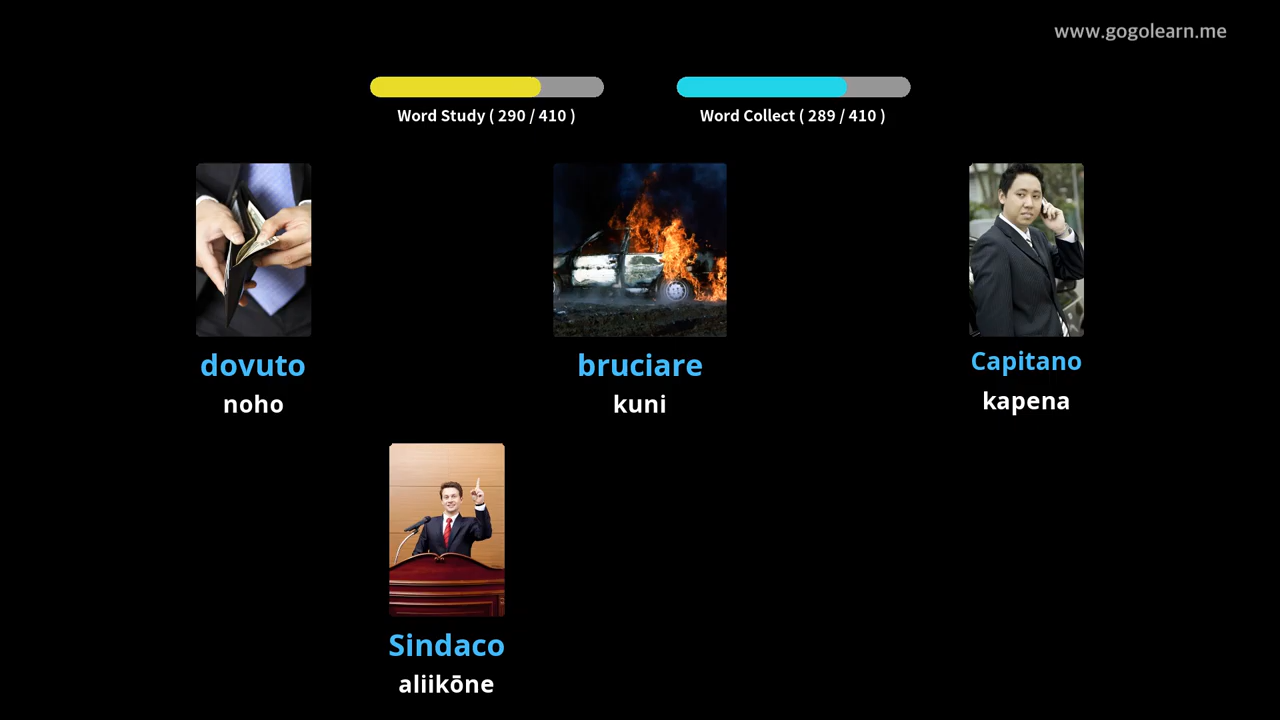 www.gogolearn.me
Word Study ( 290 / 410 )
Word Collect ( 289 / 410 )
dovuto
noho
bruciare
kuni
Capitano
kapena
Sindaco
aliikōne